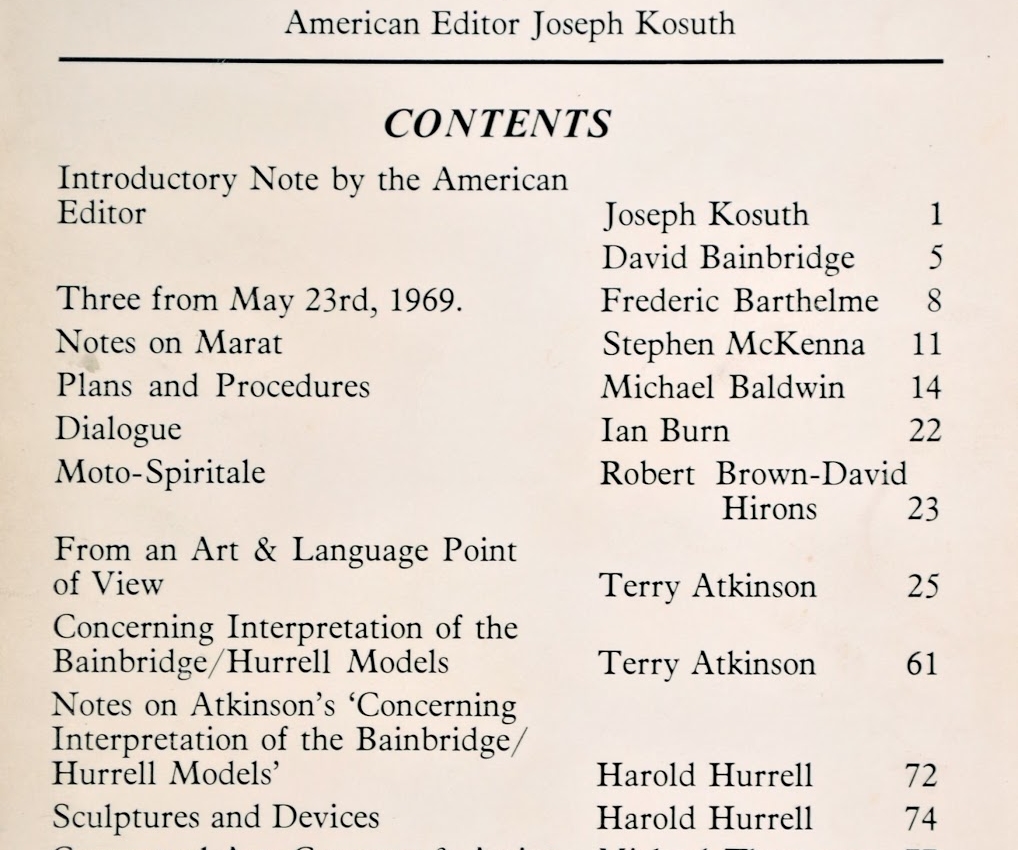 American Editor Joseph Kosuth
CONTENTS
Introductory Note by the American
Editor Joseph Kosuth 1
David Bainbridge 5
Three from May 23rd, 1969. Frederic Barthelme 8
Notes on Marat Stephen McKenna 11
Plans and Procedures Michael Baldwin 14
Dialogue Ian Burn 22
Moto-Spiritale Robert Brown-David
Hirons 23
From an Art & Language Point
of View Terry Atkinson 25
Concerning Interpretation of the
Bainbridge/Hurrell Models Terry Atkinson 61
Notes on Atkinson's ‘Concerning
Interpretation of the Bainbridge/
Hurrell Models’ Harold Hurrell 72
Sculptures and Devices Harold Hurrell 74